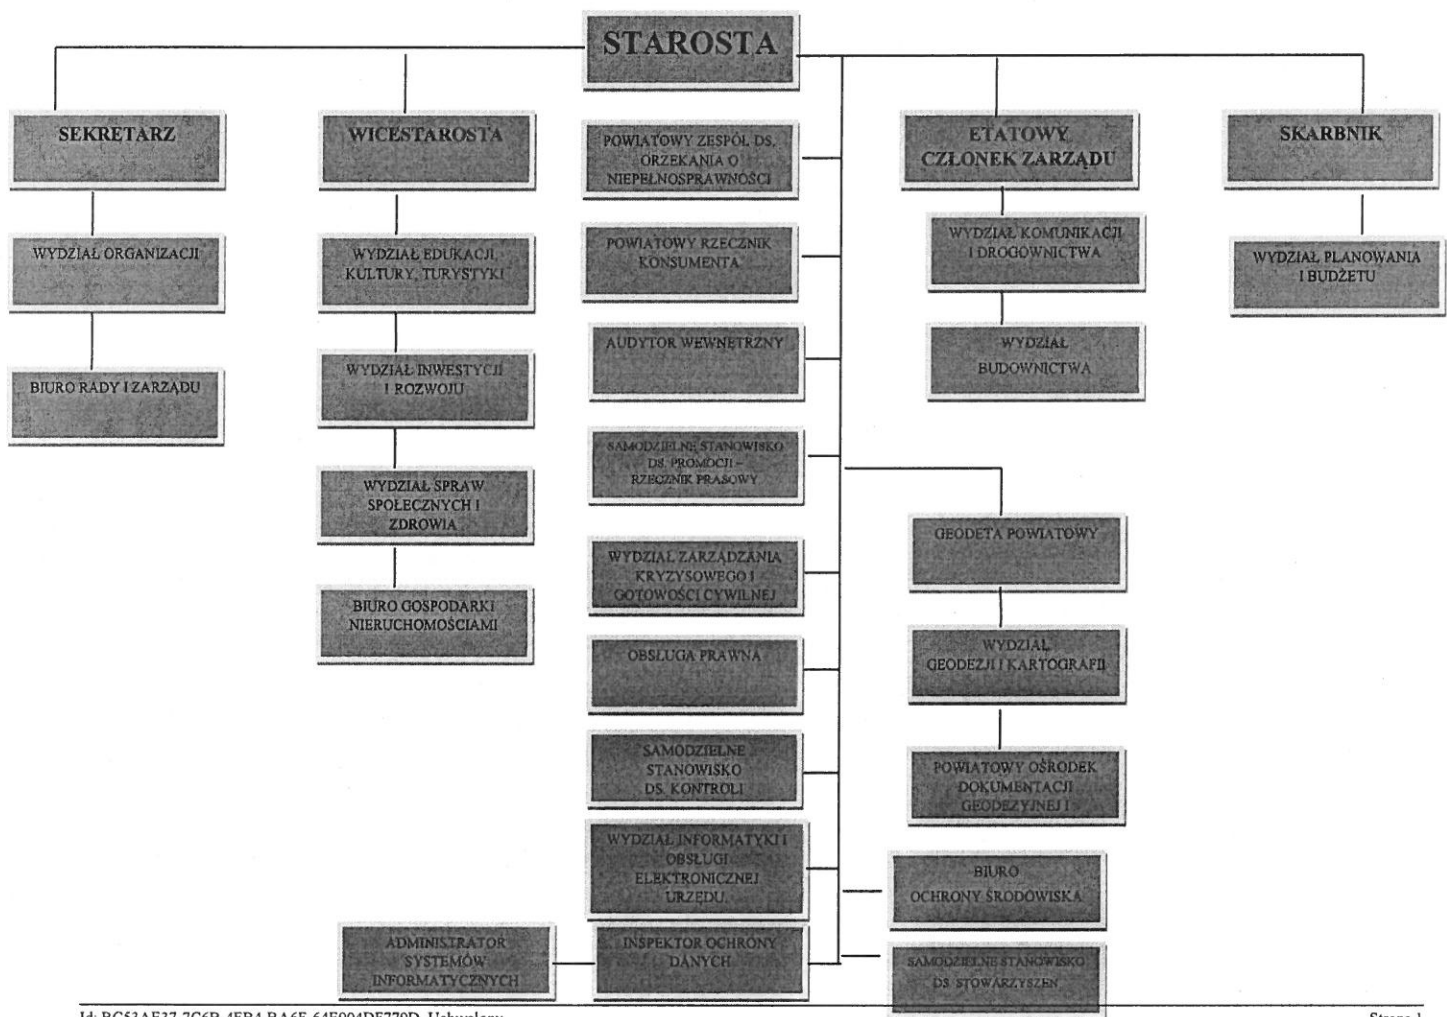 STAROSTA
SEKRETARZ
WICESTAROSTA
ETATOWY
CZŁONEK ZARZĄDU
SKARBNIK
WYDZIAŁ ORGANIZACJI
BIURO RADY I ZARZĄDU
WYDZIAŁ EDUKACJI,
KULTURY, TURYSTYKI
WYDZIAŁ INWESTYCJI
I ROZWOJU
WYDZIAŁ SPRAW
SPOŁECZNYCH I
ZDROWIA
BIURO GOSPODARKI
NIERUCHOMOŚCIAMI
POWIATOWY ZESPÓŁ DS.
ORZEKANIA O
NIEPEŁNOSPRAWNOŚCI
POWIATOWY RZECZNIK
KONSUMENTA
AUDYTOR WEWNĘTRZNY
SAMODZIELNE STANOWISKO
DS. PROMOCJI –
RZECZNIK PRASOWY
WYDZIAŁ ZARZĄDZANIA
KRYZYSOWEGO I
GOTOWOŚCI CYWILNEJ
OBSŁUGA PRAWNA
SAMODZIELNE
STANOWISKO
DS. KONTROLI
WYDZIAŁ INFORMATYKI I
OBSŁUGI
ELEKTRONICZNEJ
URZĘDU.
ADMINISTRATOR
SYSTEMÓW
INFORMATYCZNYCH
INSPEKTOR OCHRONY
DANYCH
WYDZIAŁ KOMUNIKACJI
I DROGOWNICTWA
WYDZIAŁ
BUDOWNICTWA
GEODETA POWIATOWY
WYDZIAŁ
GEODEZJI I KARTOGRAFII
POWIATOWY OŚRODEK
DOKUMENTACJI
GEODEZYJNEJ I
BIURO
OCHRONY ŚRODOWISKA
SAMODZIELNE STANOWISKO
DS. STOWARZYSZEŃ
WYDZIAŁ PLANOWANIA
I BUDŻETU